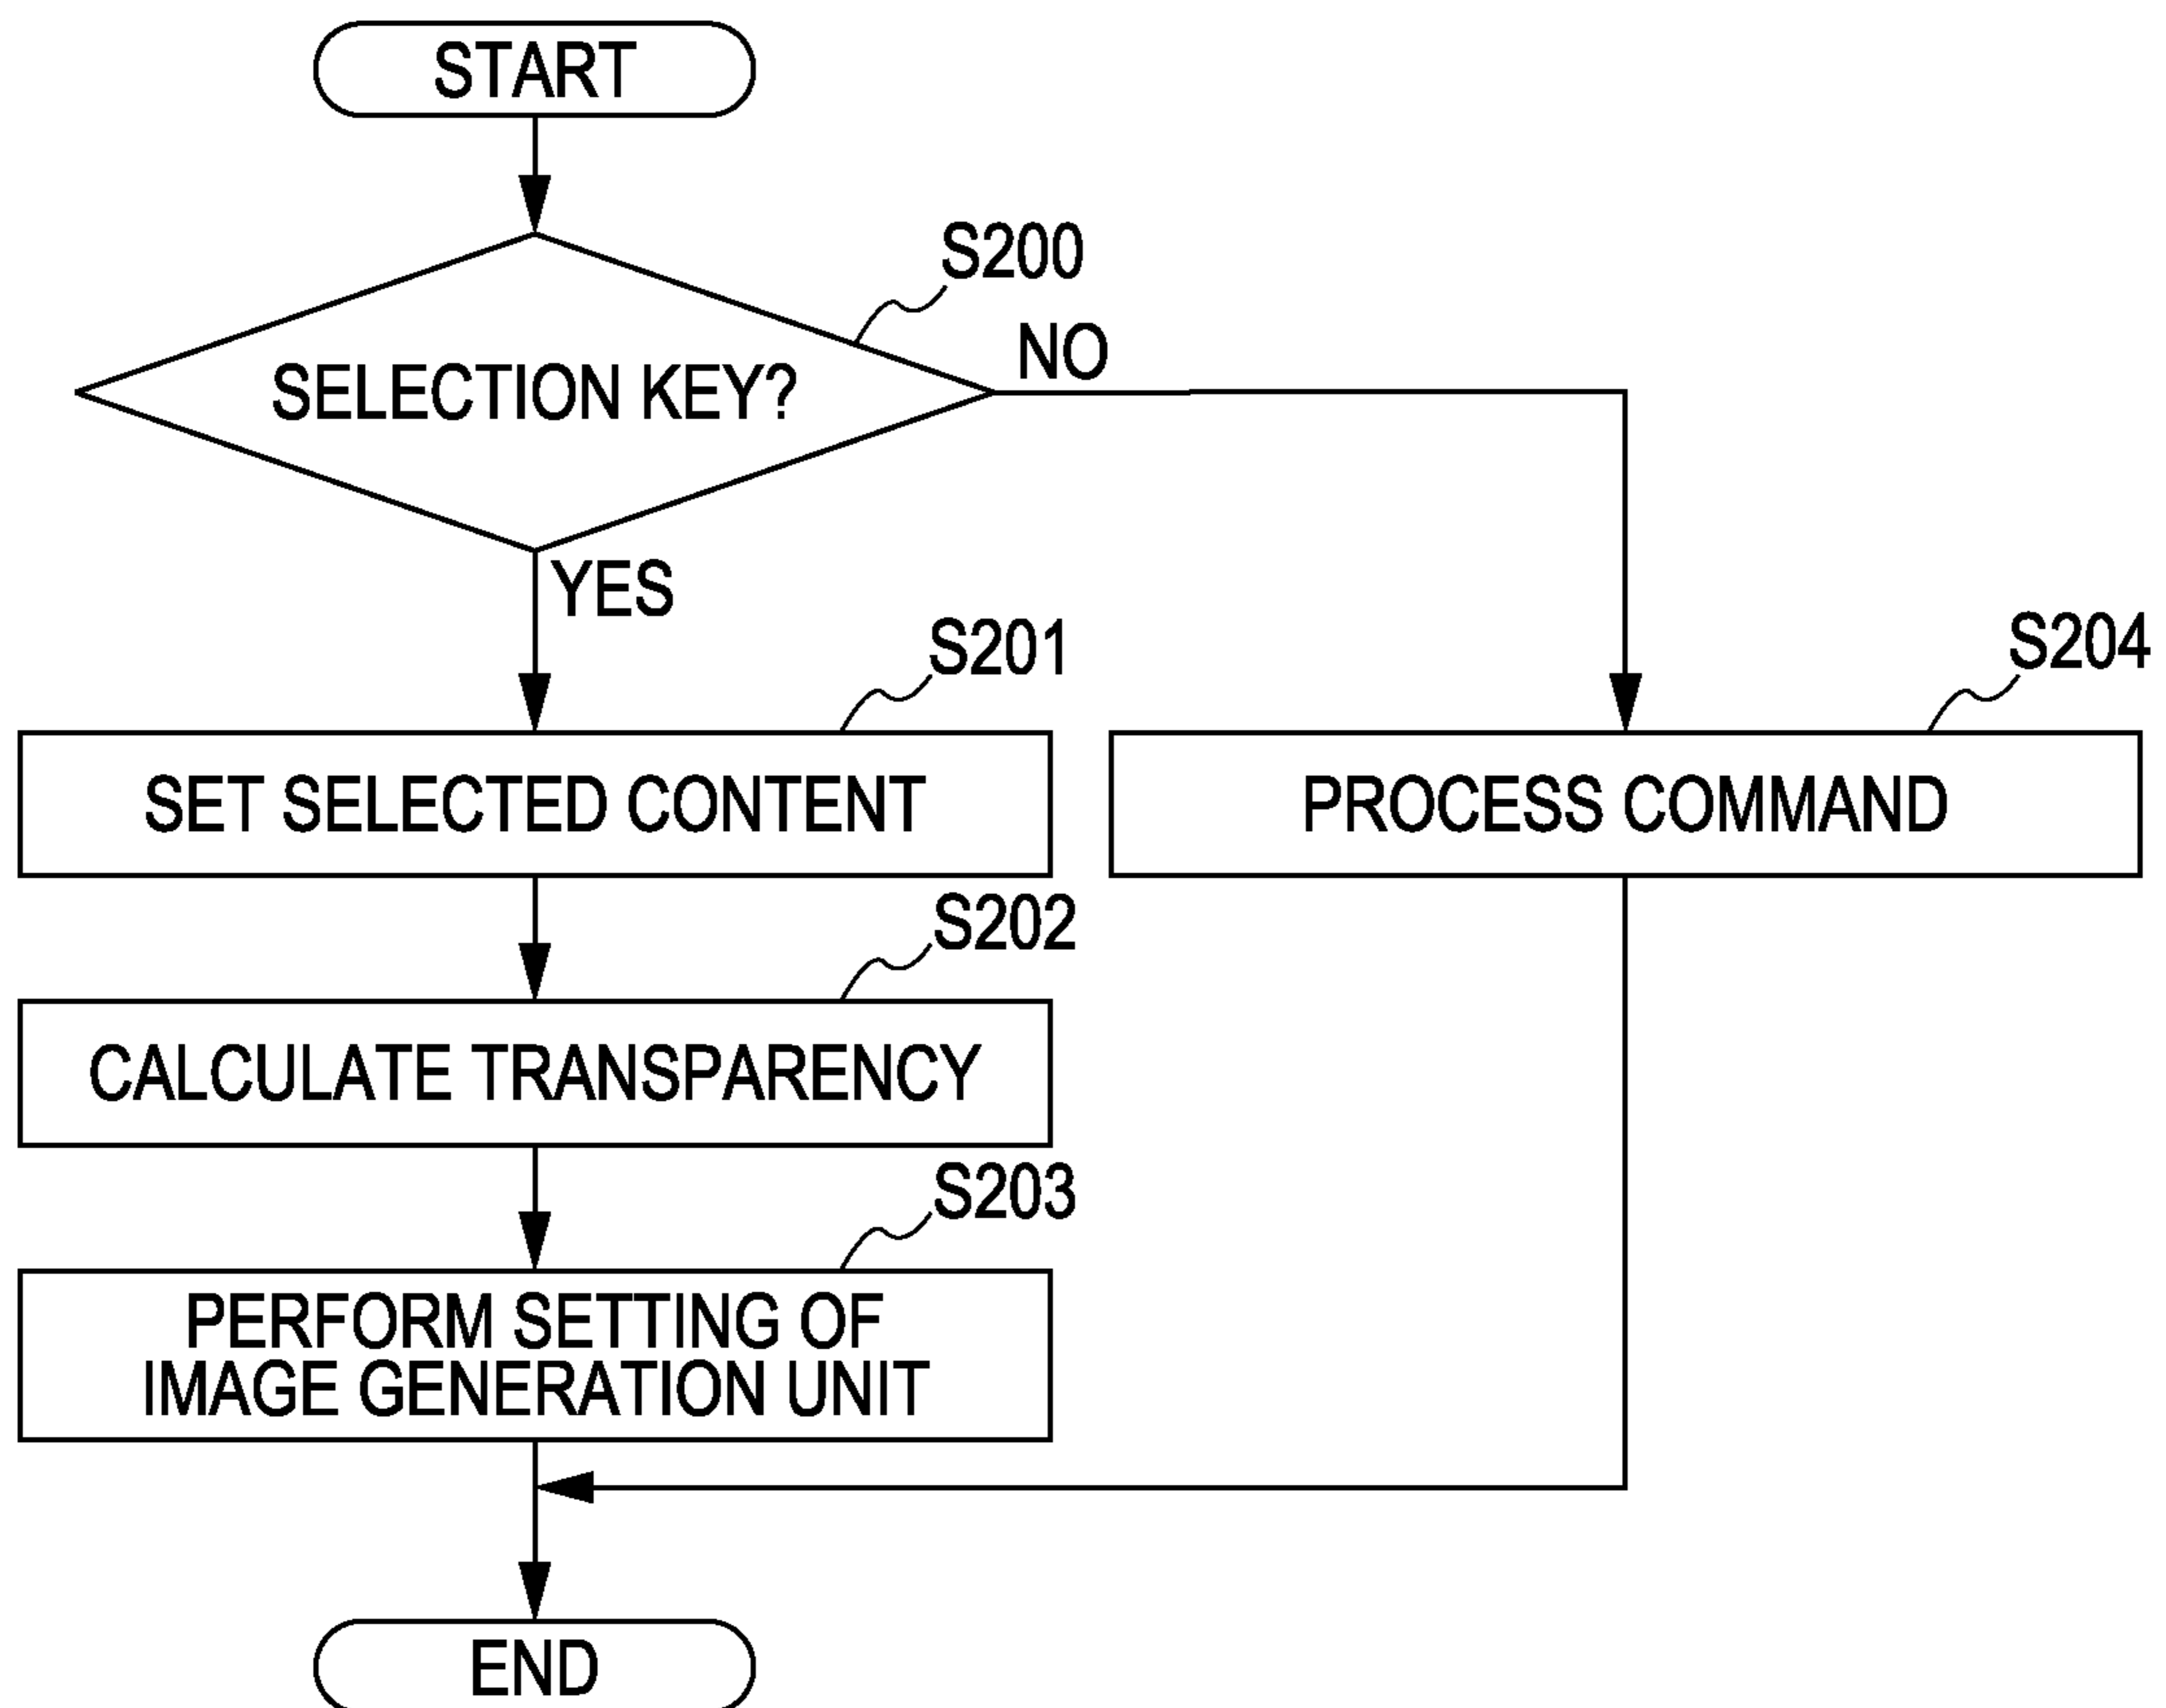 START
S200
SELECTION KEY?
NO
YES
S201
SET SELECTED CONTENT
S204
PROCESS COMMAND
S202
CALCULATE TRANSPARENCY
S203
PERFORM SETTING OF
IMAGE GENERATION UNIT
END